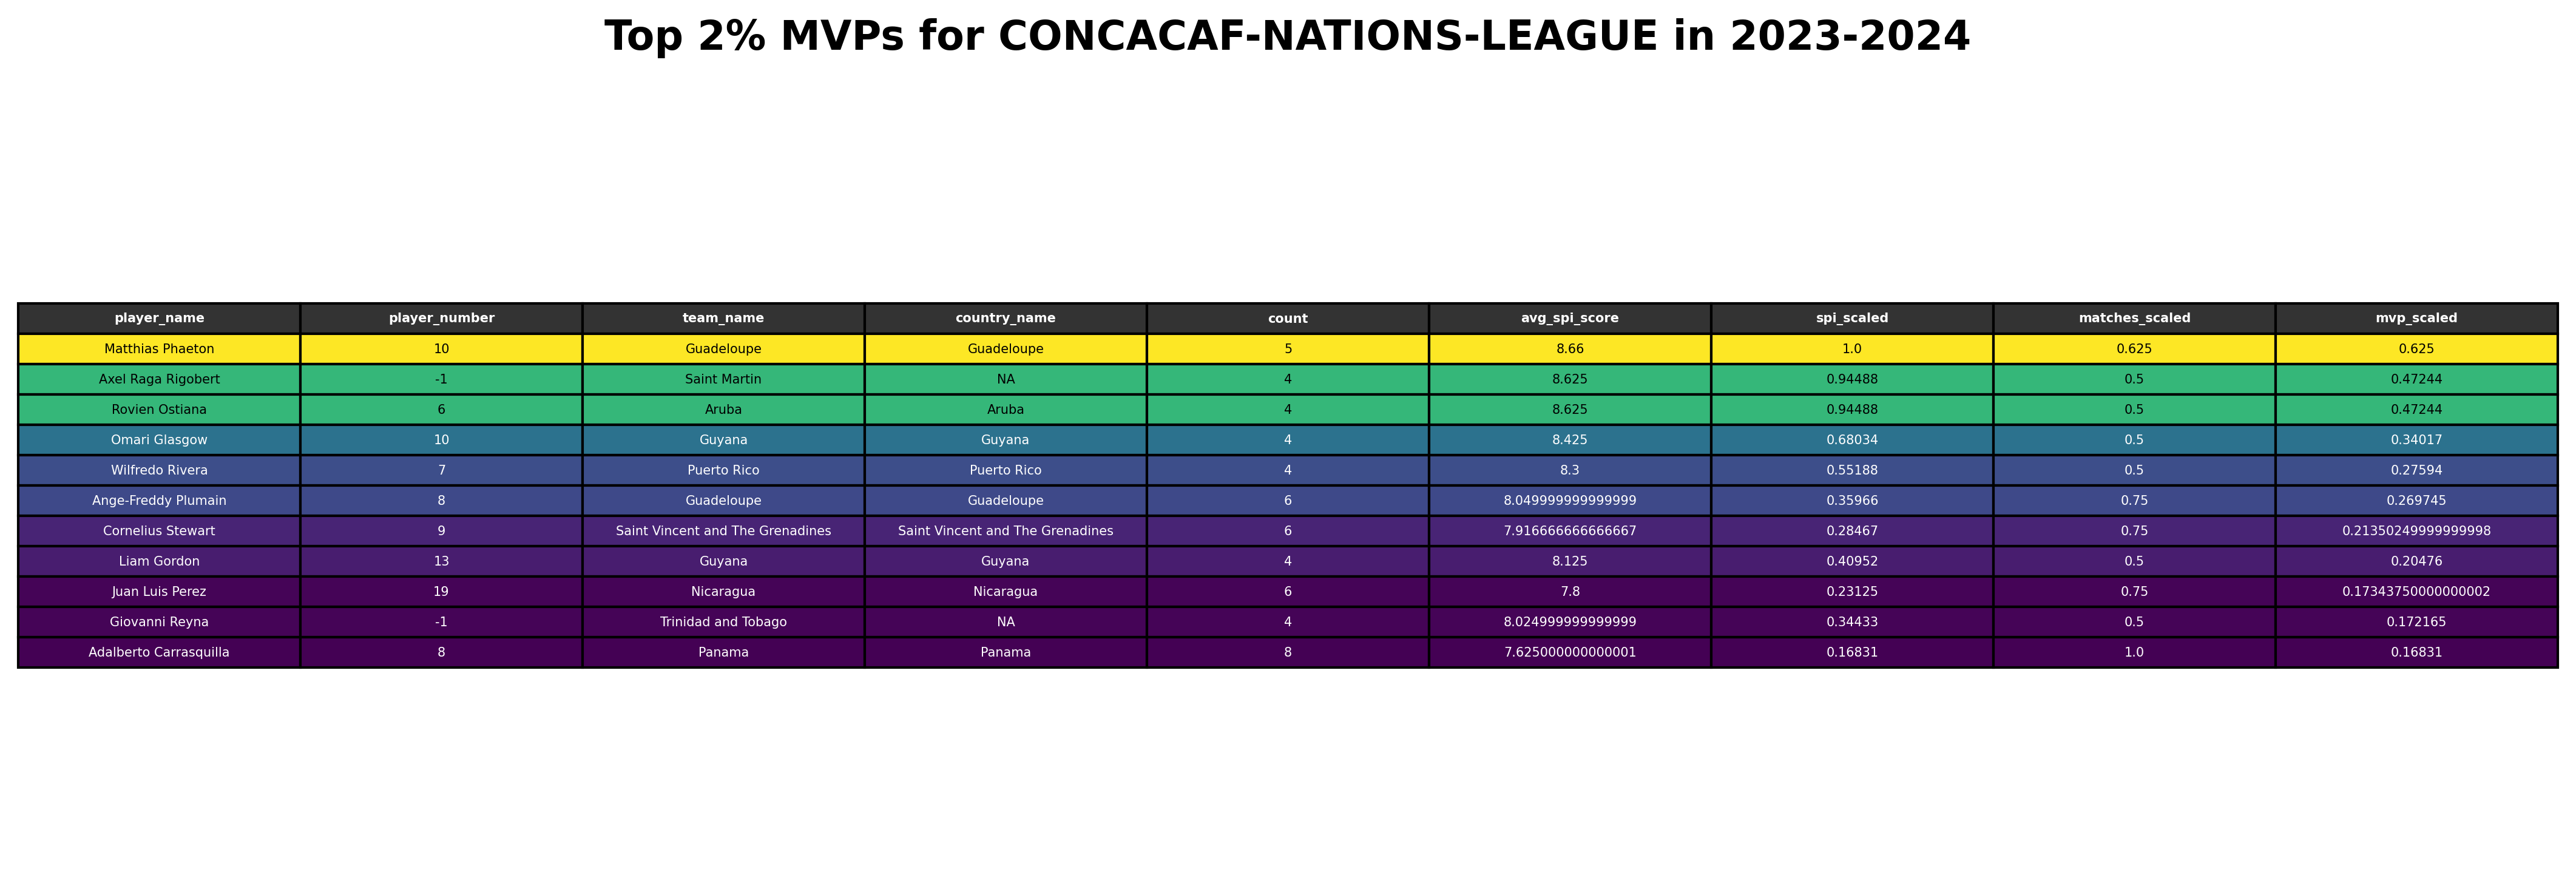 Top 2% MVPs for CONCACAF-NATIONS-LEAGUE in 2023-2024
player_name player_number team_name country_name count avg_spi_score spi_scaled matches_scaled mvp_scaled
Matthias Phaeton 10 Guadeloupe Guadeloupe 5 8.66 1.0 0.625 0.625
Axel Raga Rigobert -1 Saint Martin NA 4 8.625 0.94488 0.5 0.47244
Rovien Ostiana 6 Aruba Aruba 4 8.625 0.94488 0.5 0.47244
Omari Glasgow 10 Guyana Guyana 4 8.425 0.68034 0.5 0.34017
Wilfredo Rivera 7 Puerto Rico Puerto Rico 4 8.3 0.55188 0.5 0.27594
Ange-Freddy Plumain 8 Guadeloupe Guadeloupe 6 8.049999999999999 0.35966 0.75 0.269745
Cornelius Stewart 9 Saint Vincent and The Grenadines Saint Vincent and The Grenadines 6 7.916666666666667 0.28467 0.75 0.21350249999999998
Liam Gordon 13 Guyana Guyana 4 8.125 0.40952 0.5 0.20476
Juan Luis Perez 19 Nicaragua Nicaragua 6 7.8 0.23125 0.75 0.17343750000000002
Giovanni Reyna -1 Trinidad and Tobago NA 4 8.024999999999999 0.34433 0.5 0.172165
Adalberto Carrasquilla 8 Panama Panama 8 7.625000000000001 0.16831 1.0 0.16831